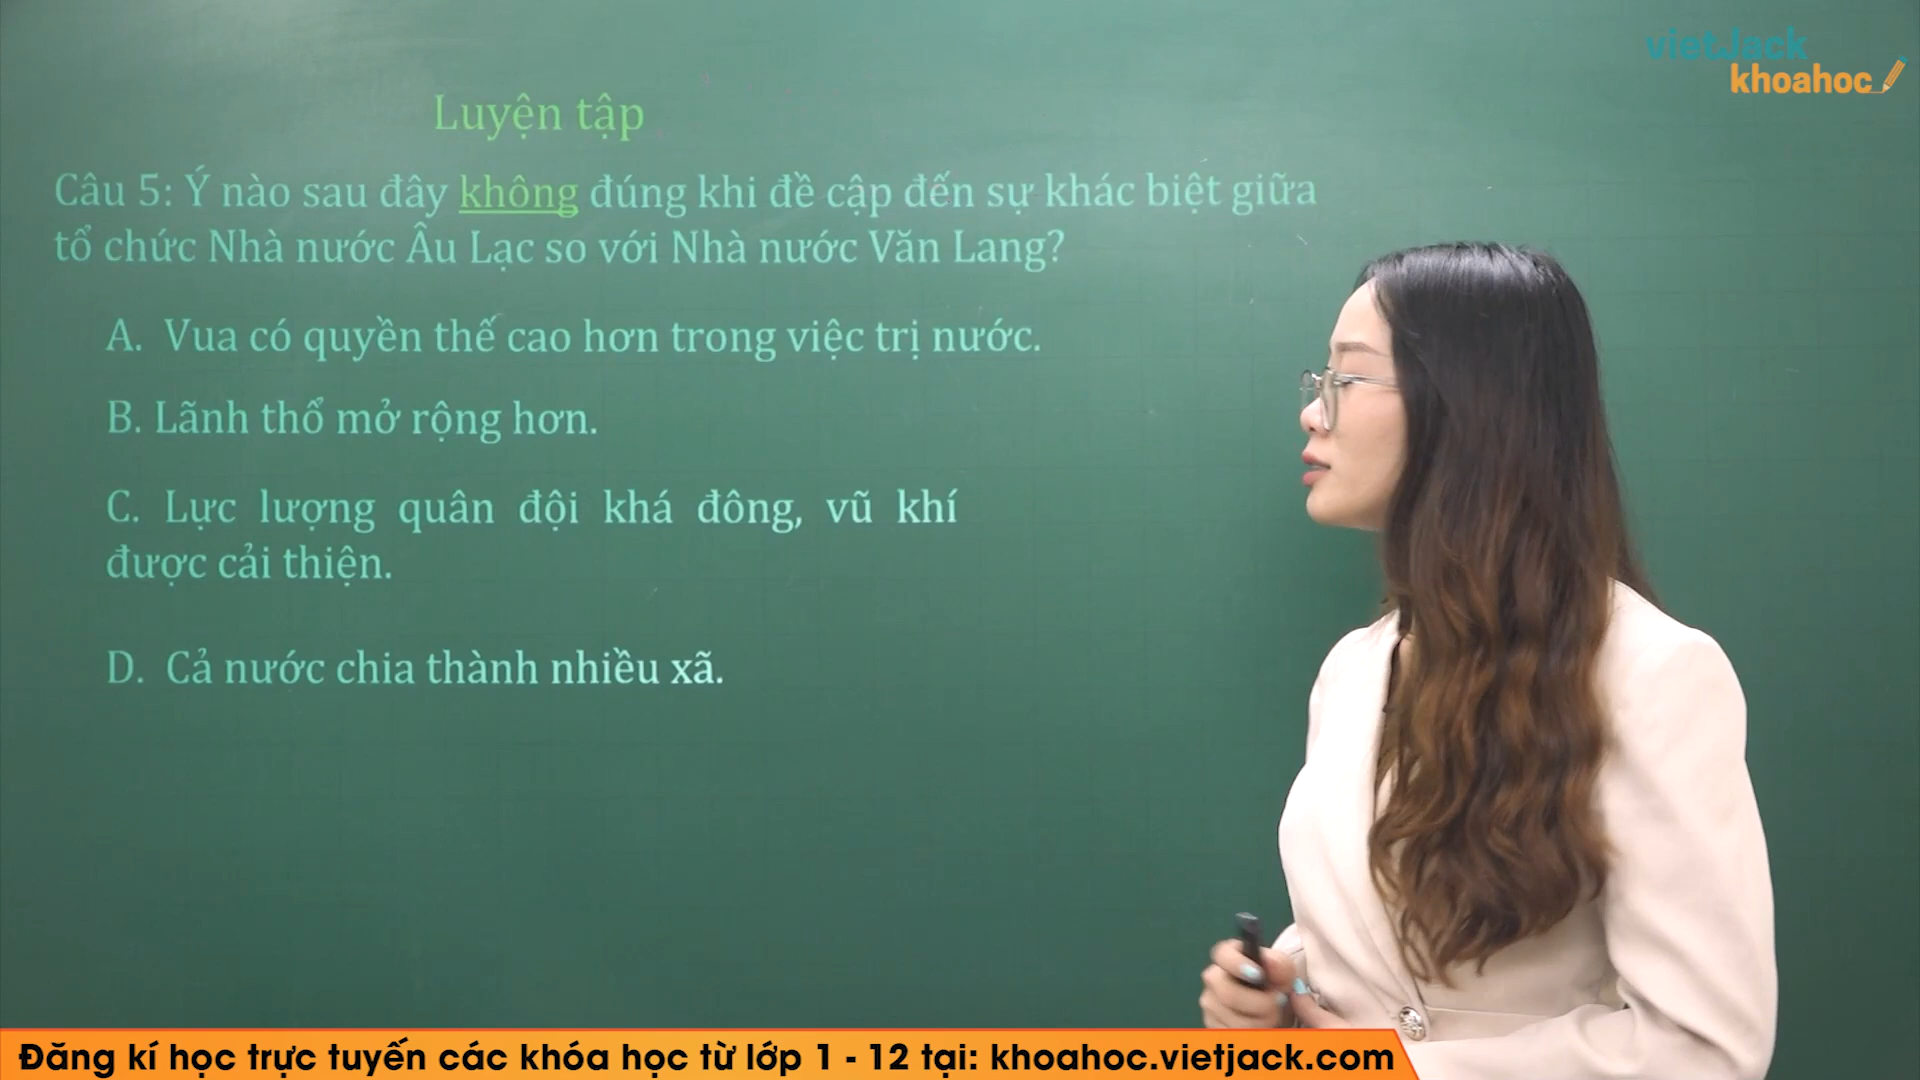 vietJack
khoahoc
Luyện tập
Câu 5: Ý nào sau đây không đúng khi đề cập đến sự khác biệt giữa
tổ chức Nhà nước Âu Lạc so với Nhà nước Văn Lang?
A. Vua có quyền thế cao hơn trong việc trị nước.
B. Lãnh thổ mở rộng hơn.
C. Lực lượng quân đội khá đông, vũ khí
được cải thiện.
D. Cả nước chia thành nhiều xã.
Đăng kí học trực tuyến các khóa học từ lớp 1 - 12 tại: khoahoc.vietjack.com